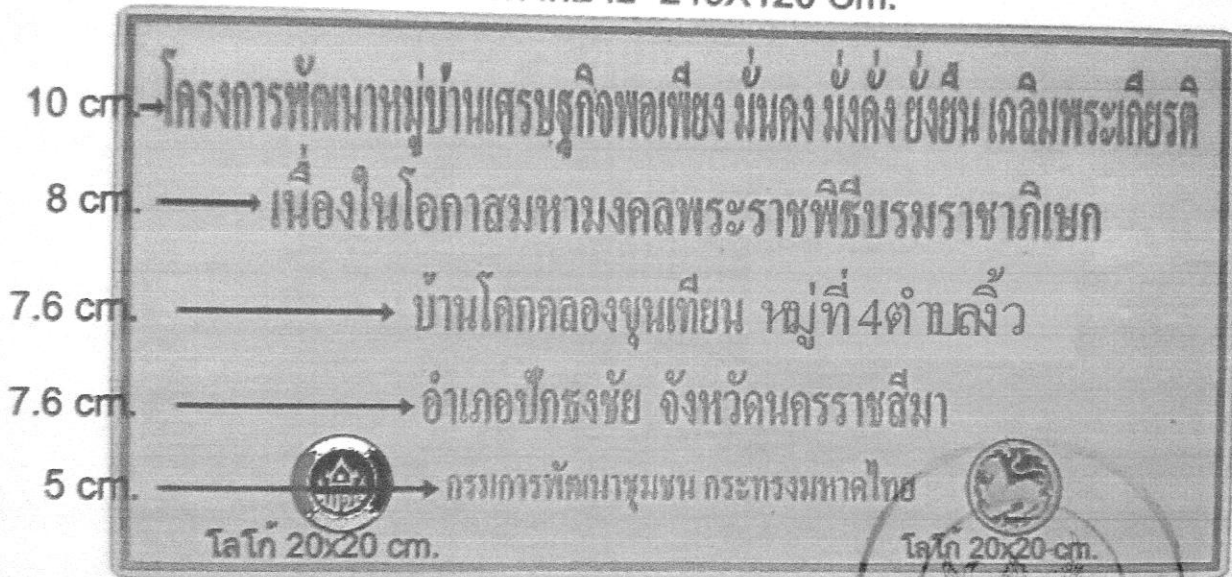 240x120 cm.
10 cm. โครงการพัฒนาหมู่บ้านเศรษฐกิจพอเพียง มั่นคง มั่งคั่ง ยั่งยืน เฉลิมพระเกียรติ
8 cm. เนื่องในโอกาสมหามงคลพระราชพิธีบรมราชาภิเษก
7.6 cm. บ้านโคกคลองขุนเทียน หมู่ที่ 4ตำบลงิ้ว
7.6 cm. อำเภอปักธงชัย จังหวัดนครราชสีมา
5 cm. กรมการพัฒนาชุมชน กระทรงมหาดไทย
โลโก้ 20x20 cm. โลโก้ 20x20 cm.